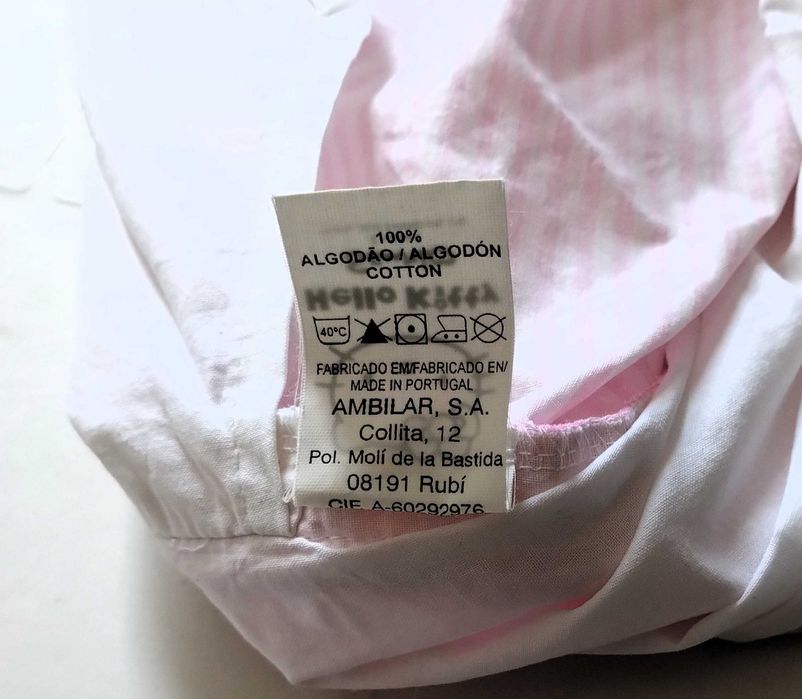 100%
ALGODÃO / ALGODÓN
COTTON
Hello Kitty
40°C
FABRICADO EM/FABRICADO EN/
MADE IN PORTUGAL
AMBILAR, S.A.
Collita, 12
Pol. Molí de la Bastida
08191 Rubí
CIF A-60292976